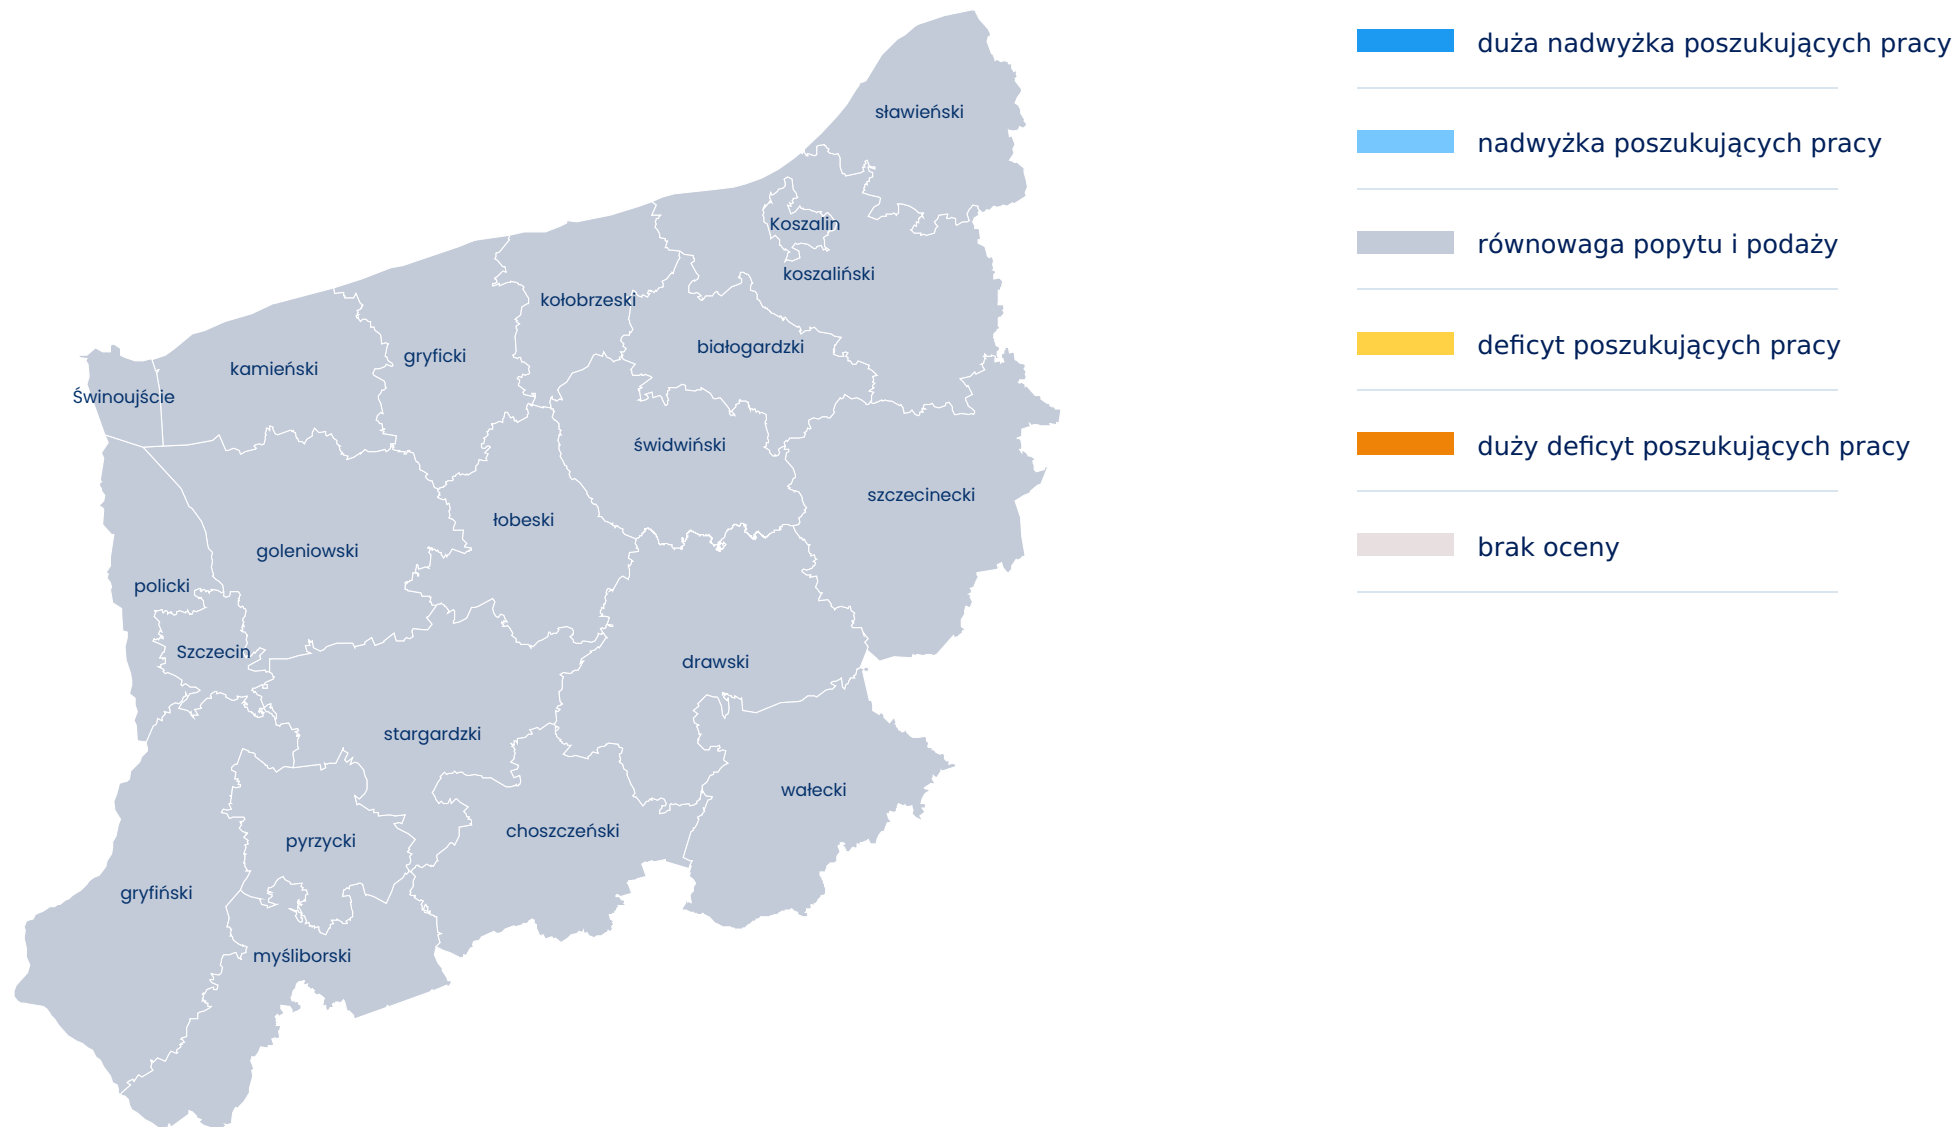 sławieński
Koszalin
koszaliński
kołobrzeski
białogardzki
gryficki
kamieński
Świnoujście
świdwiński
szczecinecki
łobeski
goleniowski
policki
Szczecin
drawski
stargardzki
wałecki
choszczeński
pyrzycki
gryfiński
myśliborski
duża nadwyżka poszukujących pracy
nadwyżka poszukujących pracy
równowaga popytu i podaży
deficyt poszukujących pracy
duży deficyt poszukujących pracy
brak oceny